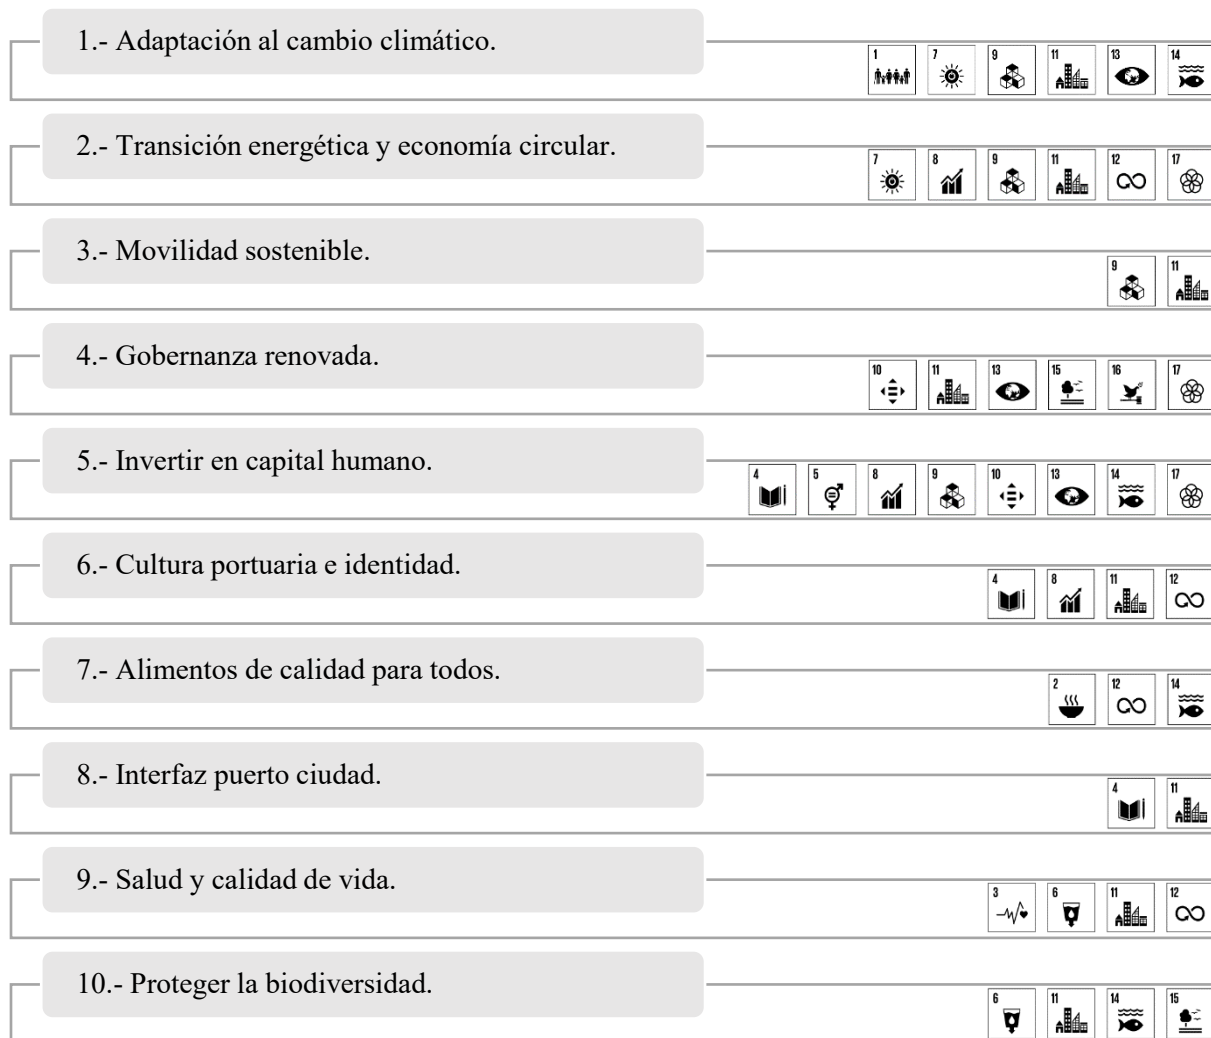 1.- Adaptación al cambio climático.
1 7 9 11 13 14
2.- Transición energética y economía circular.
7 8 9 11 12 17
3.- Movilidad sostenible.
9 11
4.- Gobernanza renovada.
10 11 13 15 16 17
5.- Invertir en capital humano.
4 5 8 9 10 13 14 17
6.- Cultura portuaria e identidad.
4 8 11 12
7.- Alimentos de calidad para todos.
2 12 14
8.- Interfaz puerto ciudad.
4 11
9.- Salud y calidad de vida.
3 6 11 12
10.- Proteger la biodiversidad.
6 11 14 15